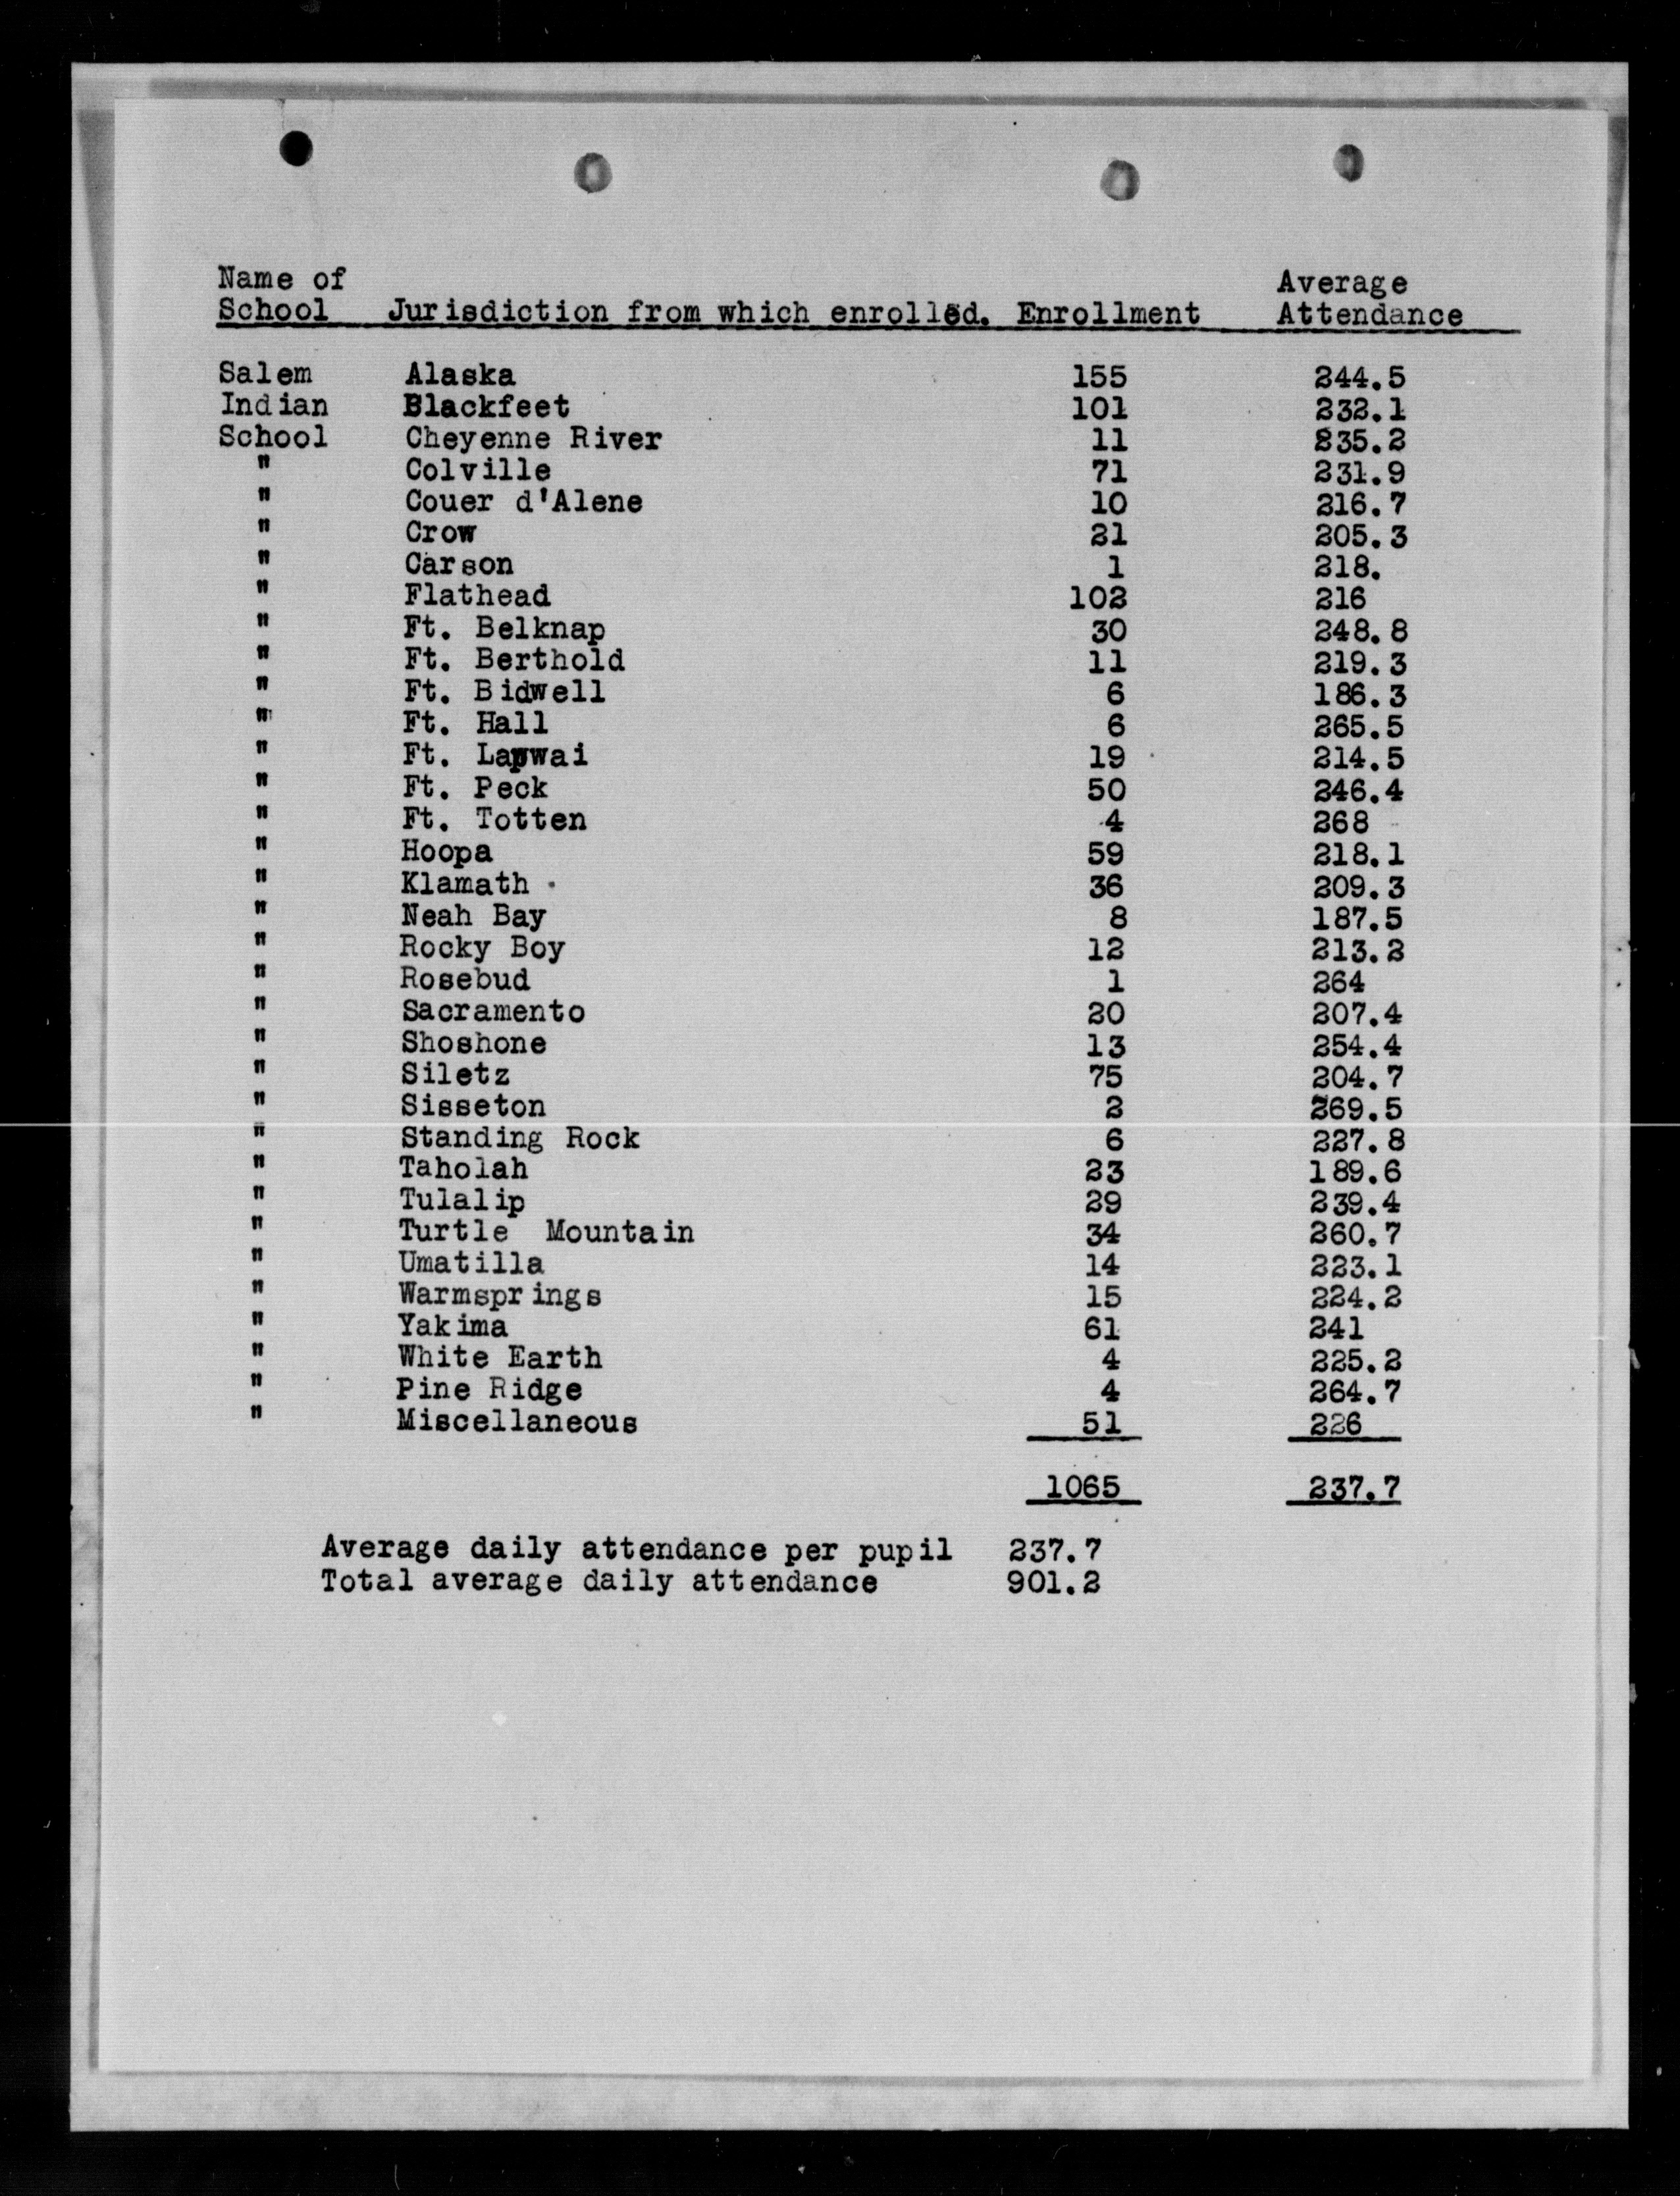 Name of Average
School Jurisdiction from which enrolled. Enrollment Attendance
Salem Alaska 155 244.5
Indian Blackfeet 101 232.1
School Cheyenne River 11 235.2
" Colville 71 231.9
" Couer d'Alene 10 216.7
" Crow 21 205.3
" Carson 1 218.
" Flathead 102 216
" Ft. Belknap 30 248.8
" Ft. Berthold 11 219.3
" Ft. Bidwell 6 186.3
" Ft. Hall 6 265.5
" Ft. Lapwai 19 214.5
" Ft. Peck 50 246.4
" Ft. Totten 4 268
" Hoopa 59 218.1
" Klamath 36 209.3
" Neah Bay 8 187.5
" Rocky Boy 12 213.2
" Rosebud 1 264
" Sacramento 20 207.4
" Shoshone 13 254.4
" Siletz 75 204.7
" Sisseton 2 269.5
" Standing Rock 6 227.8
" Taholah 23 189.6
" Tulalip 29 239.4
" Turtle Mountain 34 260.7
" Umatilla 14 223.1
" Warmsprings 15 224.2
" Yakima 61 241
" White Earth 4 225.2
" Pine Ridge 4 264.7
" Miscellaneous 51 226
1065 237.7
Average daily attendance per pupil 237.7
Total average daily attendance 901.2